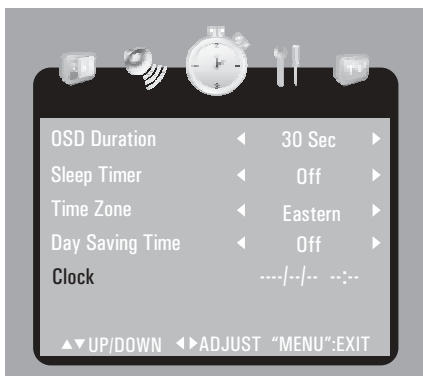 OSD Duration ◀ 30 Sec ▶
Sleep Timer ◀ Off ▶
Time Zone ◀ Eastern ▶
Day Saving Time ◀ Off ▶
Clock ----/--/-- --:--
▲▼UP/DOWN ◀▶ADJUST "MENU":EXIT